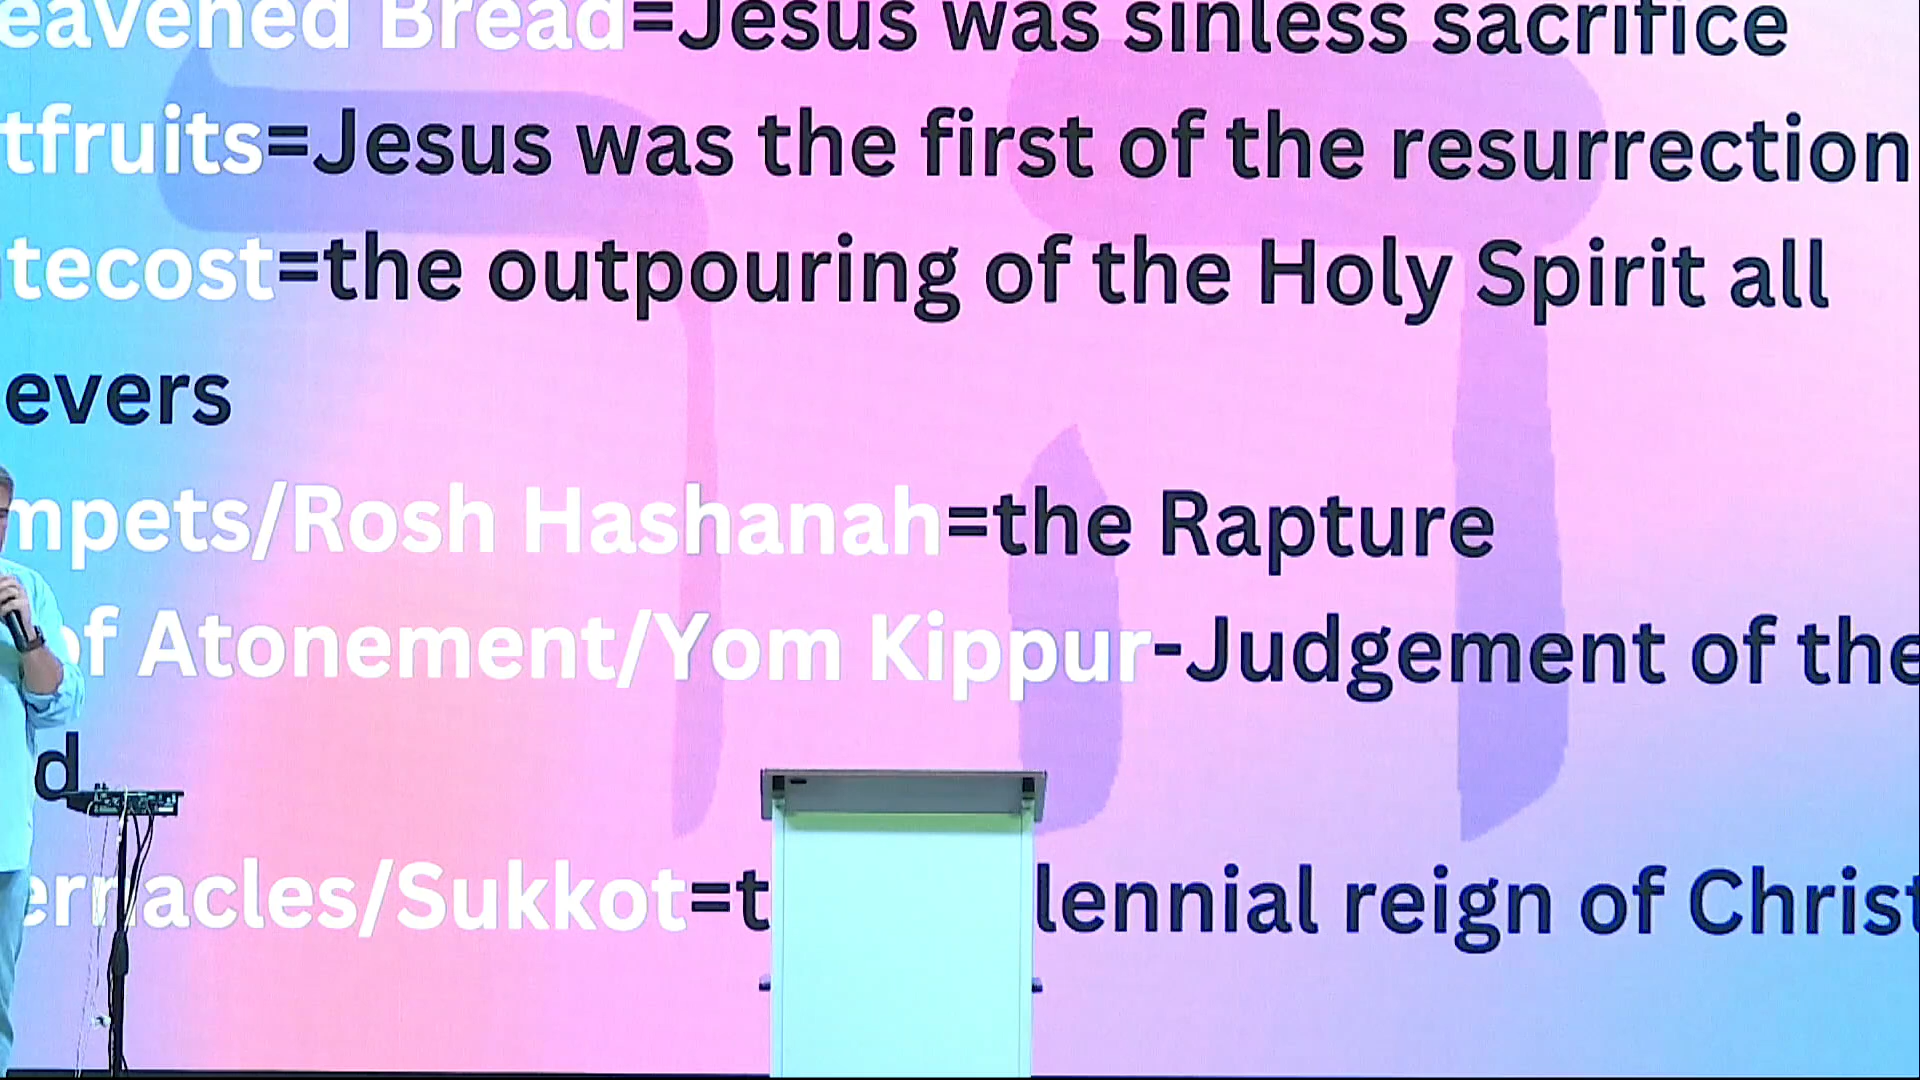 eavened Bread=Jesus was sinless sacrifice
tfruits=Jesus was the first of the resurrection
tecost=the outpouring of the Holy Spirit all
evers
mpets/Rosh Hashanah=the Rapture
of Atonement/Yom Kippur-Judgement of the
d
ernacles/Sukkot=t lennial reign of Christ